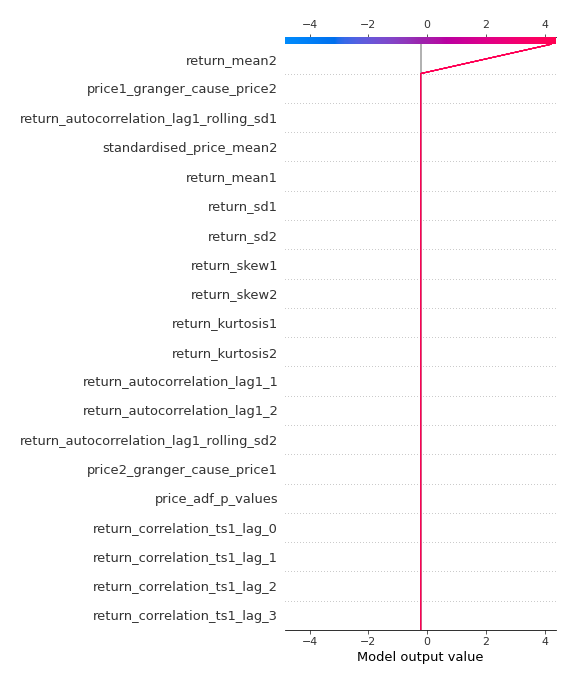 −4 −2 0 2 4
return_mean2
price1_granger_cause_price2
return_autocorrelation_lag1_rolling_sd1
standardised_price_mean2
return_mean1
return_sd1
return_sd2
return_skew1
return_skew2
return_kurtosis1
return_kurtosis2
return_autocorrelation_lag1_1
return_autocorrelation_lag1_2
return_autocorrelation_lag1_rolling_sd2
price2_granger_cause_price1
price_adf_p_values
return_correlation_ts1_lag_0
return_correlation_ts1_lag_1
return_correlation_ts1_lag_2
return_correlation_ts1_lag_3
−4 −2 0 2 4
Model output value